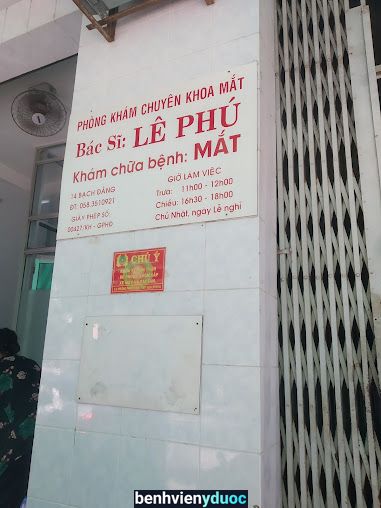 PHÒNG KHÁM CHUYÊN KHOA MẮT
Bác Sĩ: LÊ PHÚ
Khám chữa bệnh: MẮT
14 BẠCH ĐẰNG
ĐT: 058.3510921
GIẤY PHÉP SỐ:
00427/KH - GPHĐ
GIỜ LÀM VIỆC
Trưa: 11h00 - 12h00
Chiều: 16h30 - 18h00
Chủ Nhật, ngày Lễ nghỉ
CHÚ Ý
benhvienyduoc